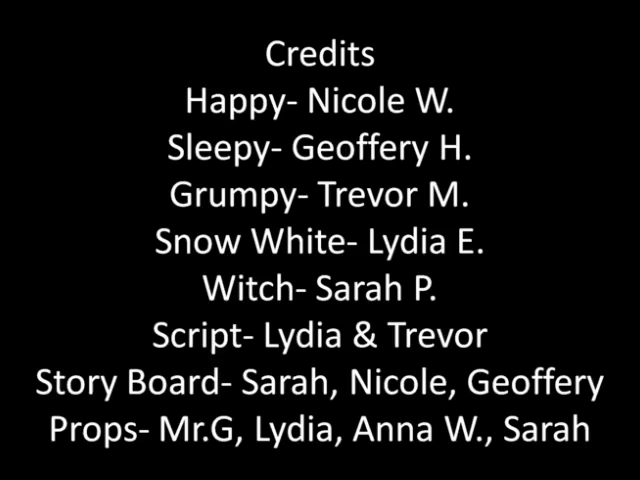 Credits
Happy- Nicole W.
Sleepy- Geoffery H.
Grumpy- Trevor M.
Snow White- Lydia E.
Witch- Sarah P.
Script- Lydia & Trevor
Story Board- Sarah, Nicole, Geoffery
Props- Mr.G, Lydia, Anna W., Sarah